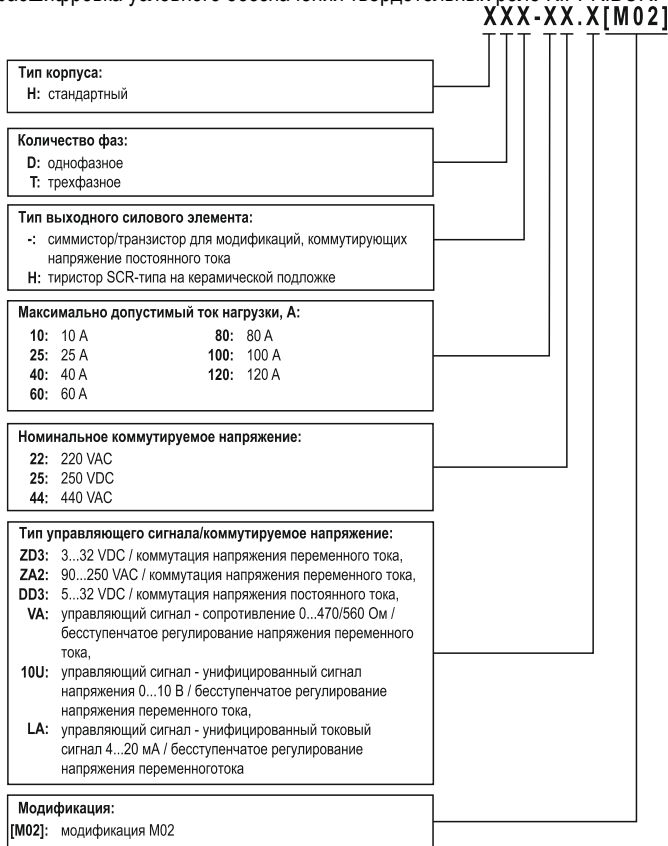 XXX-XX.X[M02]
Тип корпуса:
H: стандартный
Количество фаз:
D: однофазное
T: трехфазное
Тип выходного силового элемента:
-: симмистор/транзистор для модификаций, коммутирующих
напряжение постоянного тока
H: тиристор SCR-типа на керамической подложке
Максимально допустимый ток нагрузки, А:
10: 10 А 80: 80 А
25: 25 А 100: 100 А
40: 40 А 120: 120 А
60: 60 А
Номинальное коммутируемое напряжение:
22: 220 VAC
25: 250 VDC
44: 440 VAC
Тип управляющего сигнала/коммутируемое напряжение:
ZD3: 3...32 VDC / коммутация напряжения переменного тока,
ZA2: 90...250 VAC / коммутация напряжения переменного тока,
DD3: 5...32 VDC / коммутация напряжения постоянного тока,
VA: управляющий сигнал - сопротивление 0...470/560 Ом /
бесступенчатое регулирование напряжения переменного
тока,
10U: управляющий сигнал - унифицированный сигнал
напряжения 0...10 В / бесступенчатое регулирование
напряжения переменного тока,
LA: управляющий сигнал - унифицированный токовый
сигнал 4...20 мА / бесступенчатое регулирование
напряжения переменноготока
Модификация:
[M02]: модификация M02